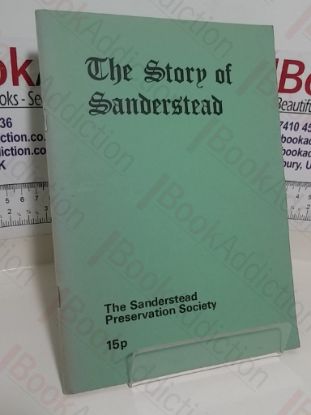 The Story of
Sanderstead
The Sanderstead
Preservation Society
15p